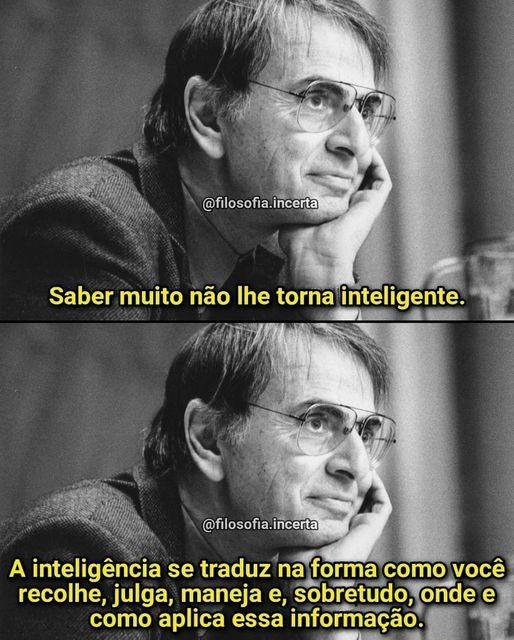 @filosofia.incerta
Saber muito não lhe torna inteligente.
@filosofia.incerta
A inteligência se traduz na forma como você
recolhe, julga, maneja e, sobretudo, onde e
como aplica essa informação.